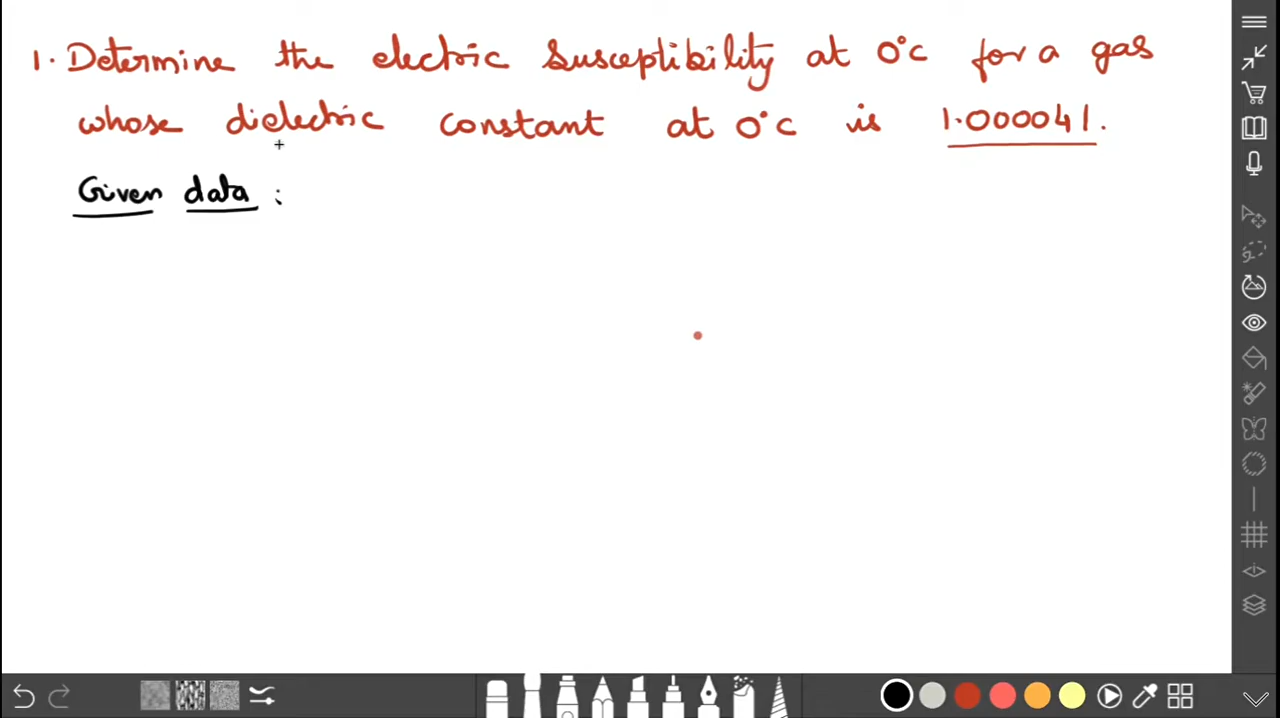 1. Determine the electric susceptibility at 0°c for a gas
whose dielectric constant at 0°c is 1.000041.
Given data :